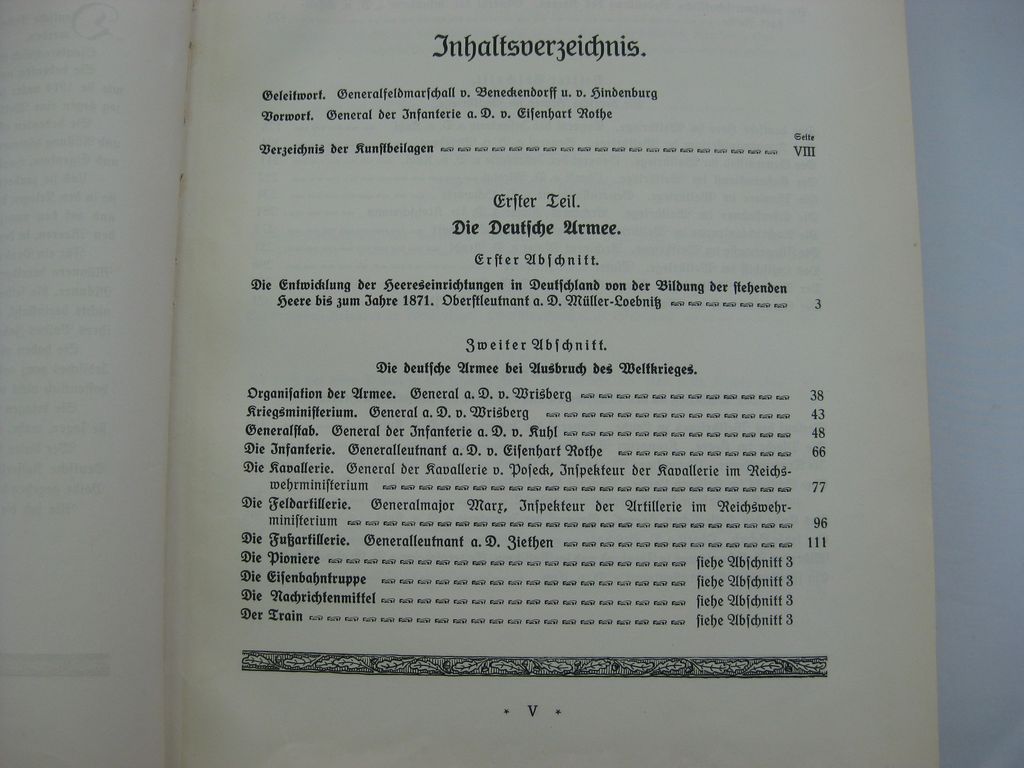 Inhaltsverzeichnis.
Geleitwort. Generalfeldmarschall v. Beneckendorff u. v. Hindenburg
Vorwort. General der Infanterie a. D. v. Eisenhart Rothe
Seite
Verzeichnis der Kunstbeilagen VIII
Erster Teil.
Die Deutsche Armee.
Erster Abschnitt.
Die Entwicklung der Heereseinrichtungen in Deutschland von der Bildung der stehenden
Heere bis zum Jahre 1871. Oberstleutnant a. D. Müller-Loebnitz 3
Zweiter Abschnitt.
Die deutsche Armee bei Ausbruch des Weltkrieges.
Organisation der Armee. General a. D. v. Wrisberg 38
Kriegsministerium. General a. D. v. Wrisberg 43
Generalstab. General der Infanterie a. D. v. Kuhl 48
Die Infanterie. Generalleutnant a. D. v. Eisenhart Rothe 66
Die Kavallerie. General der Kavallerie v. Poseck, Inspekteur der Kavallerie im Reichs-
wehrministerium 77
Die Feldartillerie. Generalmajor Marx, Inspekteur der Artillerie im Reichswehr-
ministerium 96
Die Fußartillerie. Generalleutnant a. D. Ziethen 111
Die Pioniere siehe Abschnitt 3
Die Eisenbahntruppe siehe Abschnitt 3
Die Nachrichtenmittel siehe Abschnitt 3
Der Train siehe Abschnitt 3
* V *